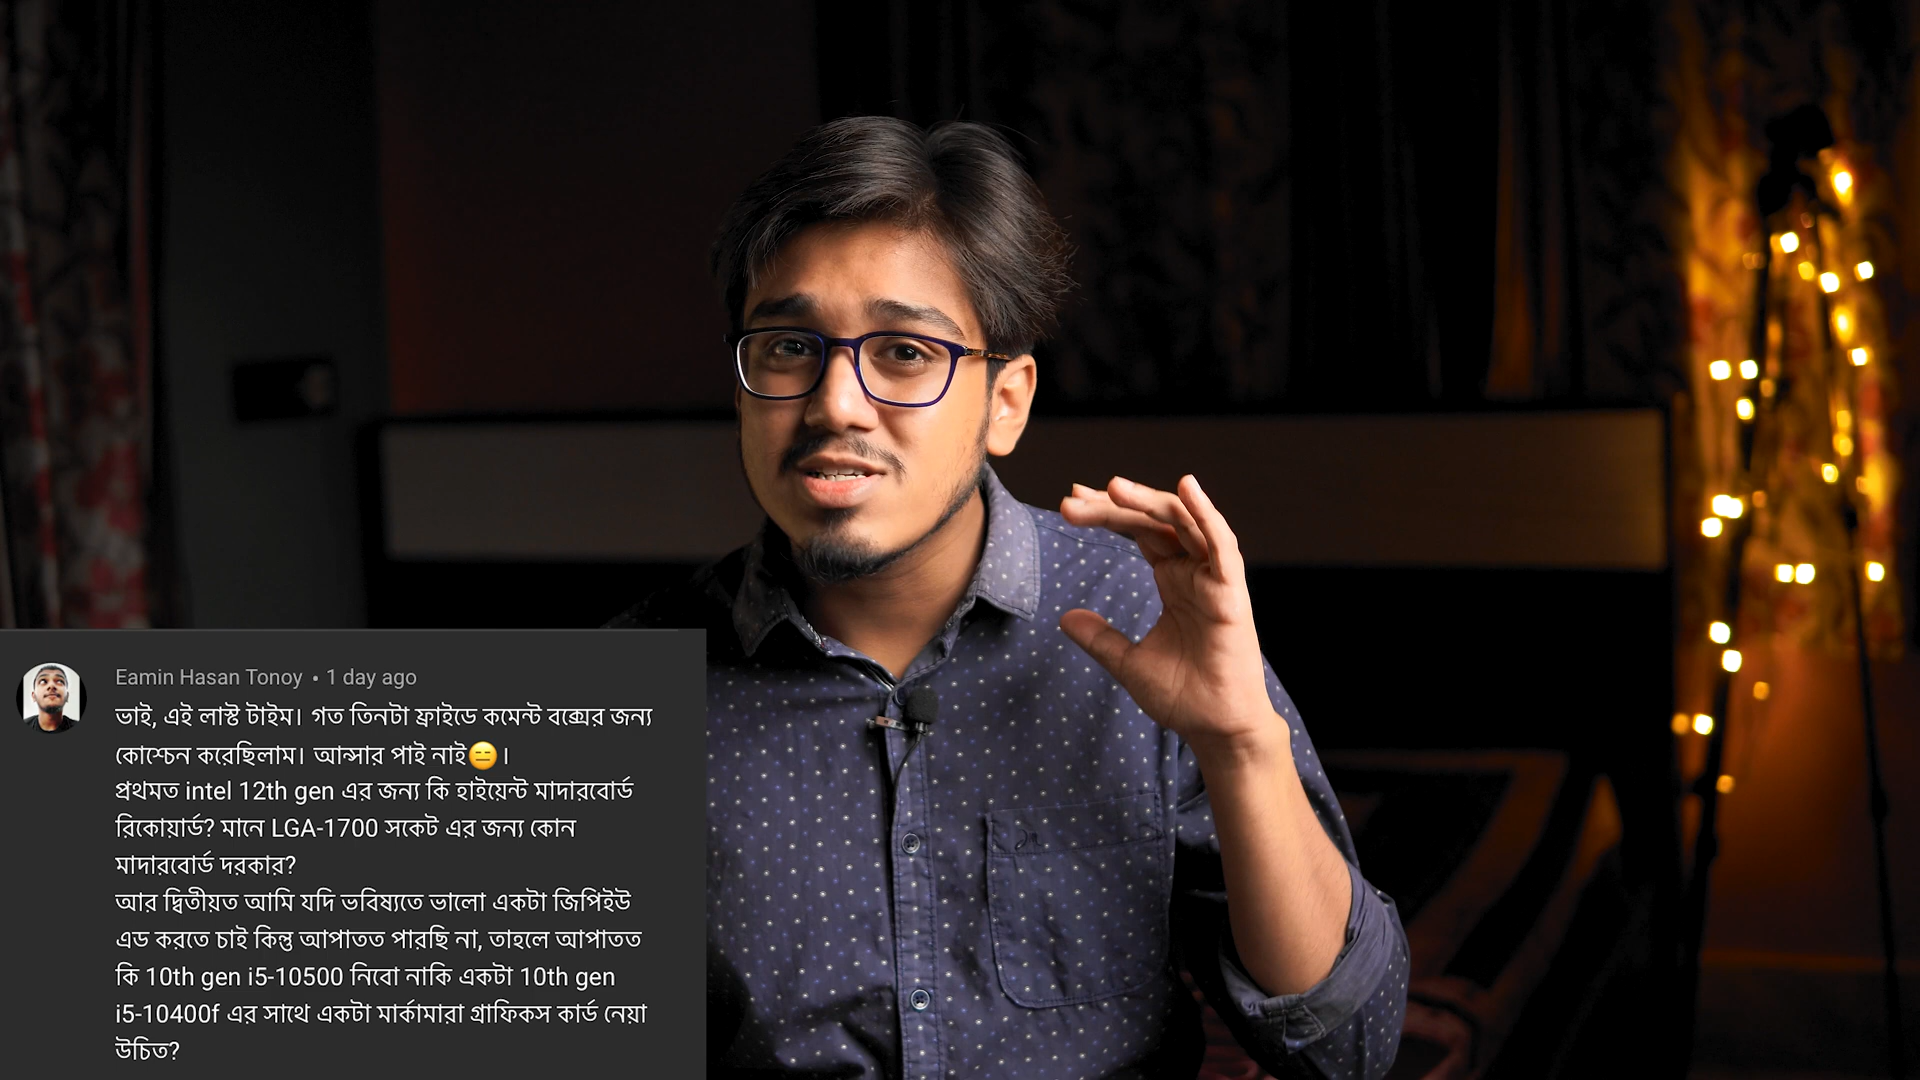 Eamin Hasan Tonoy • 1 day ago
ভাই, এই লাস্ট টাইম। গত তিনটা ফ্রাইডে কমেন্ট বক্সের জন্য
কোশ্চেন করেছিলাম। আন্সার পাই নাই😑।
প্রথমত intel 12th gen এর জন্য কি হাইয়েন্ট মাদারবোর্ড
রিকোয়ার্ড? মানে LGA-1700 সকেট এর জন্য কোন
মাদারবোর্ড দরকার?
আর দ্বিতীয়ত আমি যদি ভবিষ্যতে ভালো একটা জিপিইউ
এড করতে চাই কিন্তু আপাতত পারছি না, তাহলে আপাতত
কি 10th gen i5-10500 নিবো নাকি একটা 10th gen
i5-10400f এর সাথে একটা মার্কামারা গ্রাফিকস কার্ড নেয়া
উচিত?